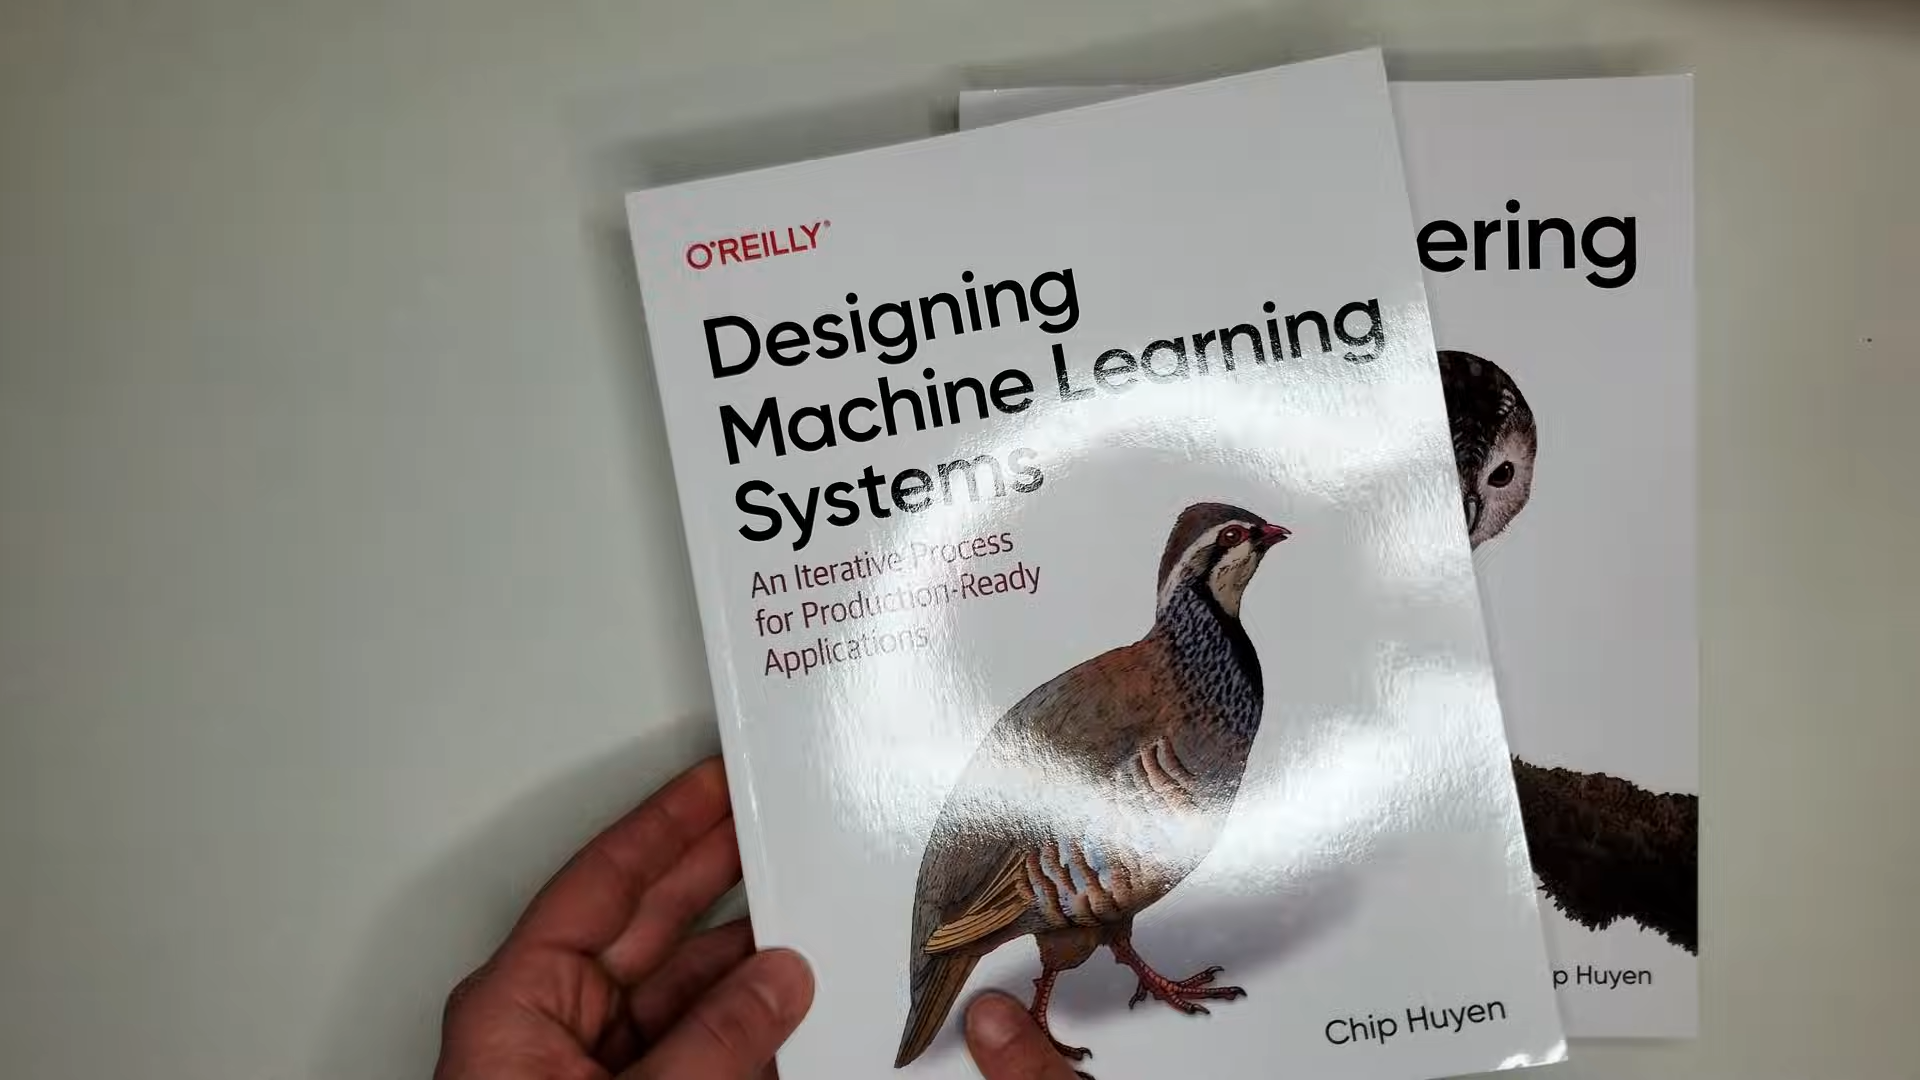 O'REILLY®
Designing
Machine Learning
Systems
An Iterative Process
for Production-Ready
Applications
Chip Huyen
ering
p Huyen